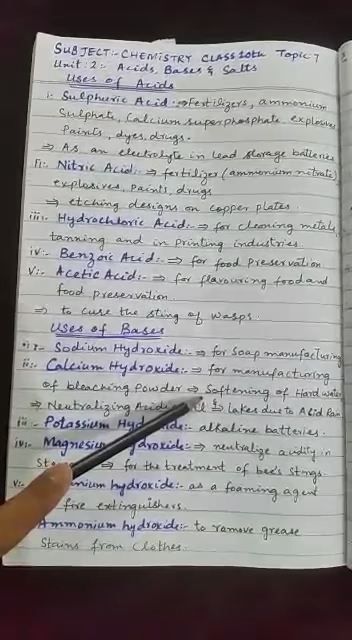 SUBJECT:- CHEMISTRY CLASS 10th Topic 7
Unit:2:- Acids, Bases & Salts
Uses of Acids
i:- Sulphuric Acid:- ⇒ Fertilizers, ammonium
Sulphate, Calcium superphosphate, explosives
Paints, dyes, drugs.
⇒ As an electrolyte in lead storage batteries
ii:- Nitric Acid:- ⇒ fertilizer (ammonium nitrate)
explosives, Paints, drugs
⇒ etching designs on copper plates.
iii:- Hydrochloric Acid:- ⇒ for cleaning metals,
tanning and in printing industries
iv:- Benzoic Acid:- ⇒ for food preservation
v:- Acetic Acid:- ⇒ for flavouring food and
food preservation.
⇒ to cure the sting of wasps.
Uses of Bases
i:- Sodium Hydroxide:- ⇒ for soap manufacturing
ii:- Calcium Hydroxide:- ⇒ for manufacturing
of bleaching Powder ⇒ Softening of Hard water
⇒ Neutralizing Acidic & lakes due to Acid Rain
iii:- Potassium Hydroxide:- alkaline batteries.
iv:- Magnesium hydroxide:- ⇒ neutralize acidity in
⇒ for the treatment of bee's stings.
v:- hydroxide:- as a foaming agent
fire extinguishers.
Ammonium hydroxide:- to remove grease
Stains from clothes.